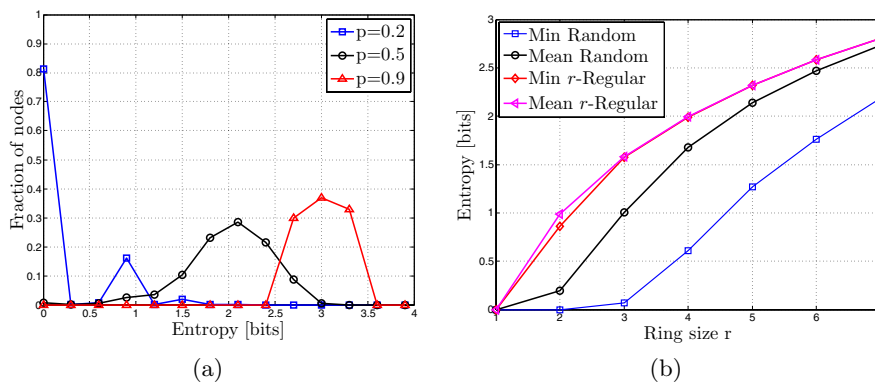 1
0.9
0.8
0.7
0.6
0.5
0.4
0.3
0.2
0.1
0
Fraction of nodes
p=0.2
p=0.5
p=0.9
0 0.5 1 1.5 2 2.5 3 3.5 4
Entropy [bits]
(a)
3
2.5
2
1.5
1
0.5
0
Entropy [bits]
Min Random
Mean Random
Min r-Regular
Mean r-Regular
1 2 3 4 5 6
Ring size r
(b)